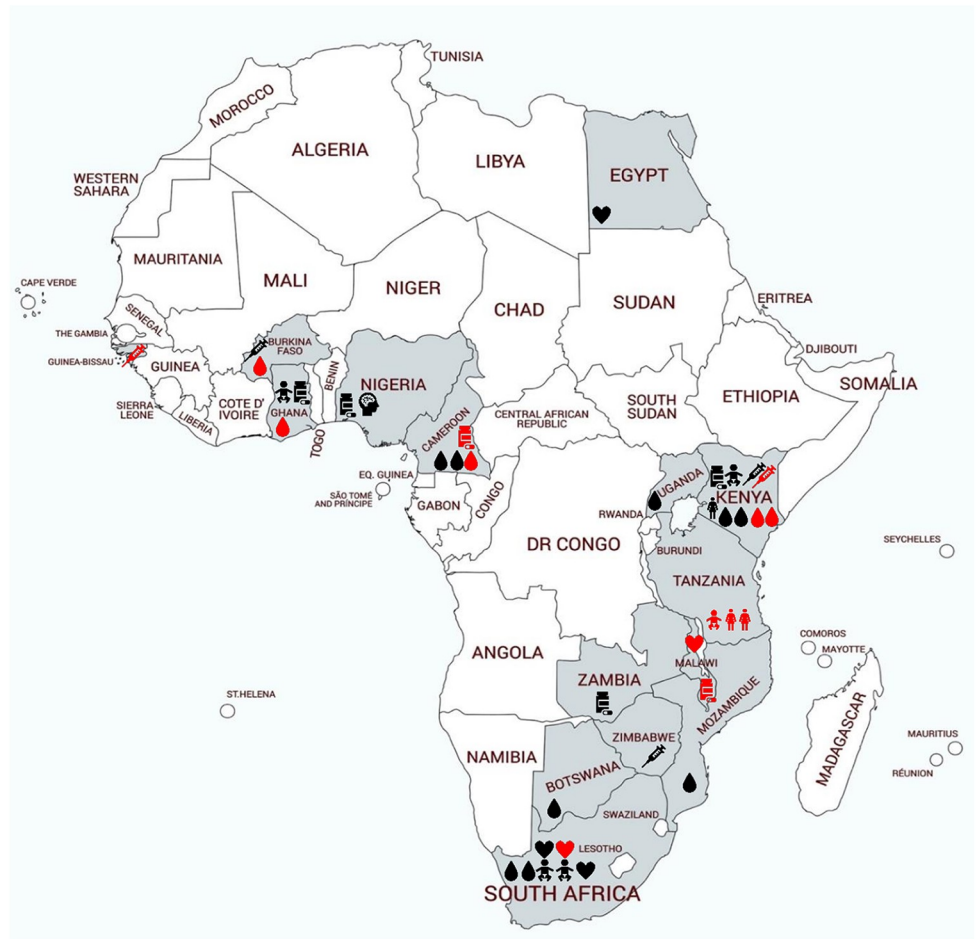 TUNISIA
MOROCCO
ALGERIA
LIBYA
EGYPT
WESTERN
SAHARA
MAURITANIA
MALI
NIGER
CHAD
SUDAN
ERITREA
CAPE VERDE
SENEGAL
THE GAMBIA
GUINEA-BISSAU
GUINEA
BURKINA
FASO
BENIN
NIGERIA
DJIBOUTI
SOMALIA
ETHIOPIA
SOUTH
SUDAN
CENTRAL AFRICAN
REPUBLIC
CAMEROON
SIERRA
LEONE
LIBERIA
COTE D'
IVOIRE
GHANA
TOGO
EQ. GUINEA
SÃO TOMÉ
AND PRÍNCIPE
GABON
CONGO
UGANDA
KENYA
RWANDA
DR CONGO
BURUNDI
TANZANIA
SEYCHELLES
COMOROS
MAYOTTE
ANGOLA
ZAMBIA
MALAWI
MOZAMBIQUE
ST.HELENA
MADAGASCAR
MAURITIUS
RÉUNION
NAMIBIA
ZIMBABWE
BOTSWANA
SWAZILAND
LESOTHO
SOUTH AFRICA